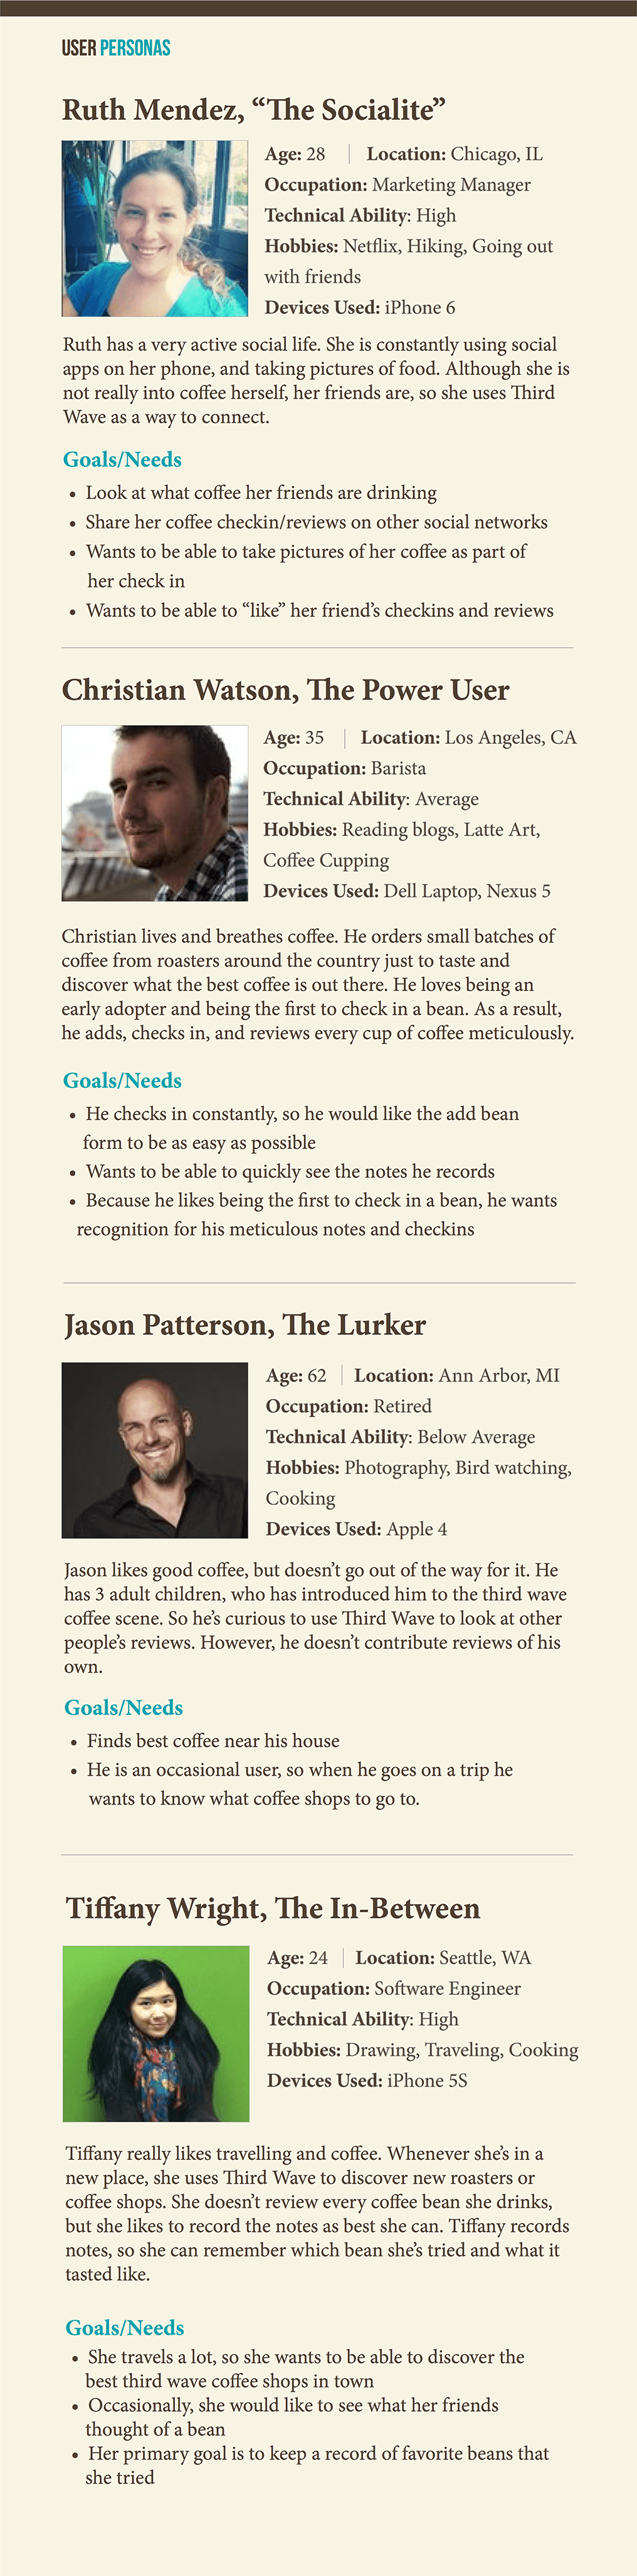 USER PERSONAS
Ruth Mendez, “The Socialite”
Age: 28 | Location: Chicago, IL
Occupation: Marketing Manager
Technical Ability: High
Hobbies: Netflix, Hiking, Going out
with friends
Devices Used: iPhone 6
Ruth has a very active social life. She is constantly using social
apps on her phone, and taking pictures of food. Although she is
not really into coffee herself, her friends are, so she uses Third
Wave as a way to connect.
Goals/Needs
• Look at what coffee her friends are drinking
• Share her coffee checkin/reviews on other social networks
• Wants to be able to take pictures of her coffee as part of
her check in
• Wants to be able to “like” her friend’s checkins and reviews
Christian Watson, The Power User
Age: 35 | Location: Los Angeles, CA
Occupation: Barista
Technical Ability: Average
Hobbies: Reading blogs, Latte Art,
Coffee Cupping
Devices Used: Dell Laptop, Nexus 5
Christian lives and breathes coffee. He orders small batches of
coffee from roasters around the country just to taste and
discover what the best coffee is out there. He loves being an
early adopter and being the first to check in a bean. As a result,
he adds, checks in, and reviews every cup of coffee meticulously.
Goals/Needs
• He checks in constantly, so he would like the add bean
form to be as easy as possible
• Wants to be able to quickly see the notes he records
• Because he likes being the first to check in a bean, he wants
recognition for his meticulous notes and checkins
Jason Patterson, The Lurker
Age: 62 | Location: Ann Arbor, MI
Occupation: Retired
Technical Ability: Below Average
Hobbies: Photography, Bird watching,
Cooking
Devices Used: Apple 4
Jason likes good coffee, but doesn’t go out of the way for it. He
has 3 adult children, who has introduced him to the third wave
coffee scene. So he’s curious to use Third Wave to look at other
people’s reviews. However, he doesn’t contribute reviews of his
own.
Goals/Needs
• Finds best coffee near his house
• He is an occasional user, so when he goes on a trip he
wants to know what coffee shops to go to.
Tiffany Wright, The In-Between
Age: 24 | Location: Seattle, WA
Occupation: Software Engineer
Technical Ability: High
Hobbies: Drawing, Traveling, Cooking
Devices Used: iPhone 5S
Tiffany really likes travelling and coffee. Whenever she’s in a
new place, she uses Third Wave to discover new roasters or
coffee shops. She doesn’t review every coffee bean she drinks,
but she likes to record the notes as best she can. Tiffany records
notes, so she can remember which bean she’s tried and what it
tasted like.
Goals/Needs
• She travels a lot, so she wants to be able to discover the
best third wave coffee shops in town
• Occasionally, she would like to see what her friends
thought of a bean
• Her primary goal is to keep a record of favorite beans that
she tried